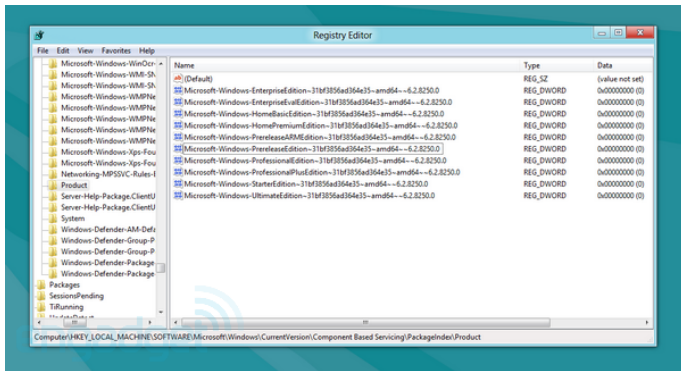 Registry Editor
File Edit View Favorites Help
Microsoft-Windows-WinOcr-
Microsoft-Windows-WMI-SN
Microsoft-Windows-WMI-SN
Microsoft-Windows-WMPNe
Microsoft-Windows-WMPNe
Microsoft-Windows-WMPNe
Microsoft-Windows-WMPNe
Microsoft-Windows-Xps-Fou
Microsoft-Windows-Xps-Fou
Networking-MPSSVC-Rules-E
Product
Server-Help-Package.ClientU
Server-Help-Package.ClientU
System
Windows-Defender-AM-Defa
Windows-Defender-Group-P
Windows-Defender-Group-P
Windows-Defender-Package
Windows-Defender-Package
Packages
SessionsPending
TiRunning
Name Type Data
(Default) REG_SZ (value not set)
Microsoft-Windows-EnterpriseEdition~31bf3856ad364e35~amd64~~6.2.8250.0 REG_DWORD 0x00000000 (0)
Microsoft-Windows-EnterpriseEvalEdition~31bf3856ad364e35~amd64~~6.2.8250.0 REG_DWORD 0x00000000 (0)
Microsoft-Windows-HomeBasicEdition~31bf3856ad364e35~amd64~~6.2.8250.0 REG_DWORD 0x00000000 (0)
Microsoft-Windows-HomePremiumEdition~31bf3856ad364e35~amd64~~6.2.8250.0 REG_DWORD 0x00000000 (0)
Microsoft-Windows-PrereleaseARMEdition~31bf3856ad364e35~amd64~~6.2.8250.0 REG_DWORD 0x00000000 (0)
Microsoft-Windows-PrereleaseEdition~31bf3856ad364e35~amd64~~6.2.8250.0 REG_DWORD 0x00000000 (0)
Microsoft-Windows-ProfessionalEdition~31bf3856ad364e35~amd64~~6.2.8250.0 REG_DWORD 0x00000000 (0)
Microsoft-Windows-ProfessionalPlusEdition~31bf3856ad364e35~amd64~~6.2.8250.0 REG_DWORD 0x00000000 (0)
Microsoft-Windows-StarterEdition~31bf3856ad364e35~amd64~~6.2.8250.0 REG_DWORD 0x00000000 (0)
Microsoft-Windows-UltimateEdition~31bf3856ad364e35~amd64~~6.2.8250.0 REG_DWORD 0x00000000 (0)
Computer\HKEY_LOCAL_MACHINE\SOFTWARE\Microsoft\Windows\CurrentVersion\Component Based Servicing\PackageIndex\Product